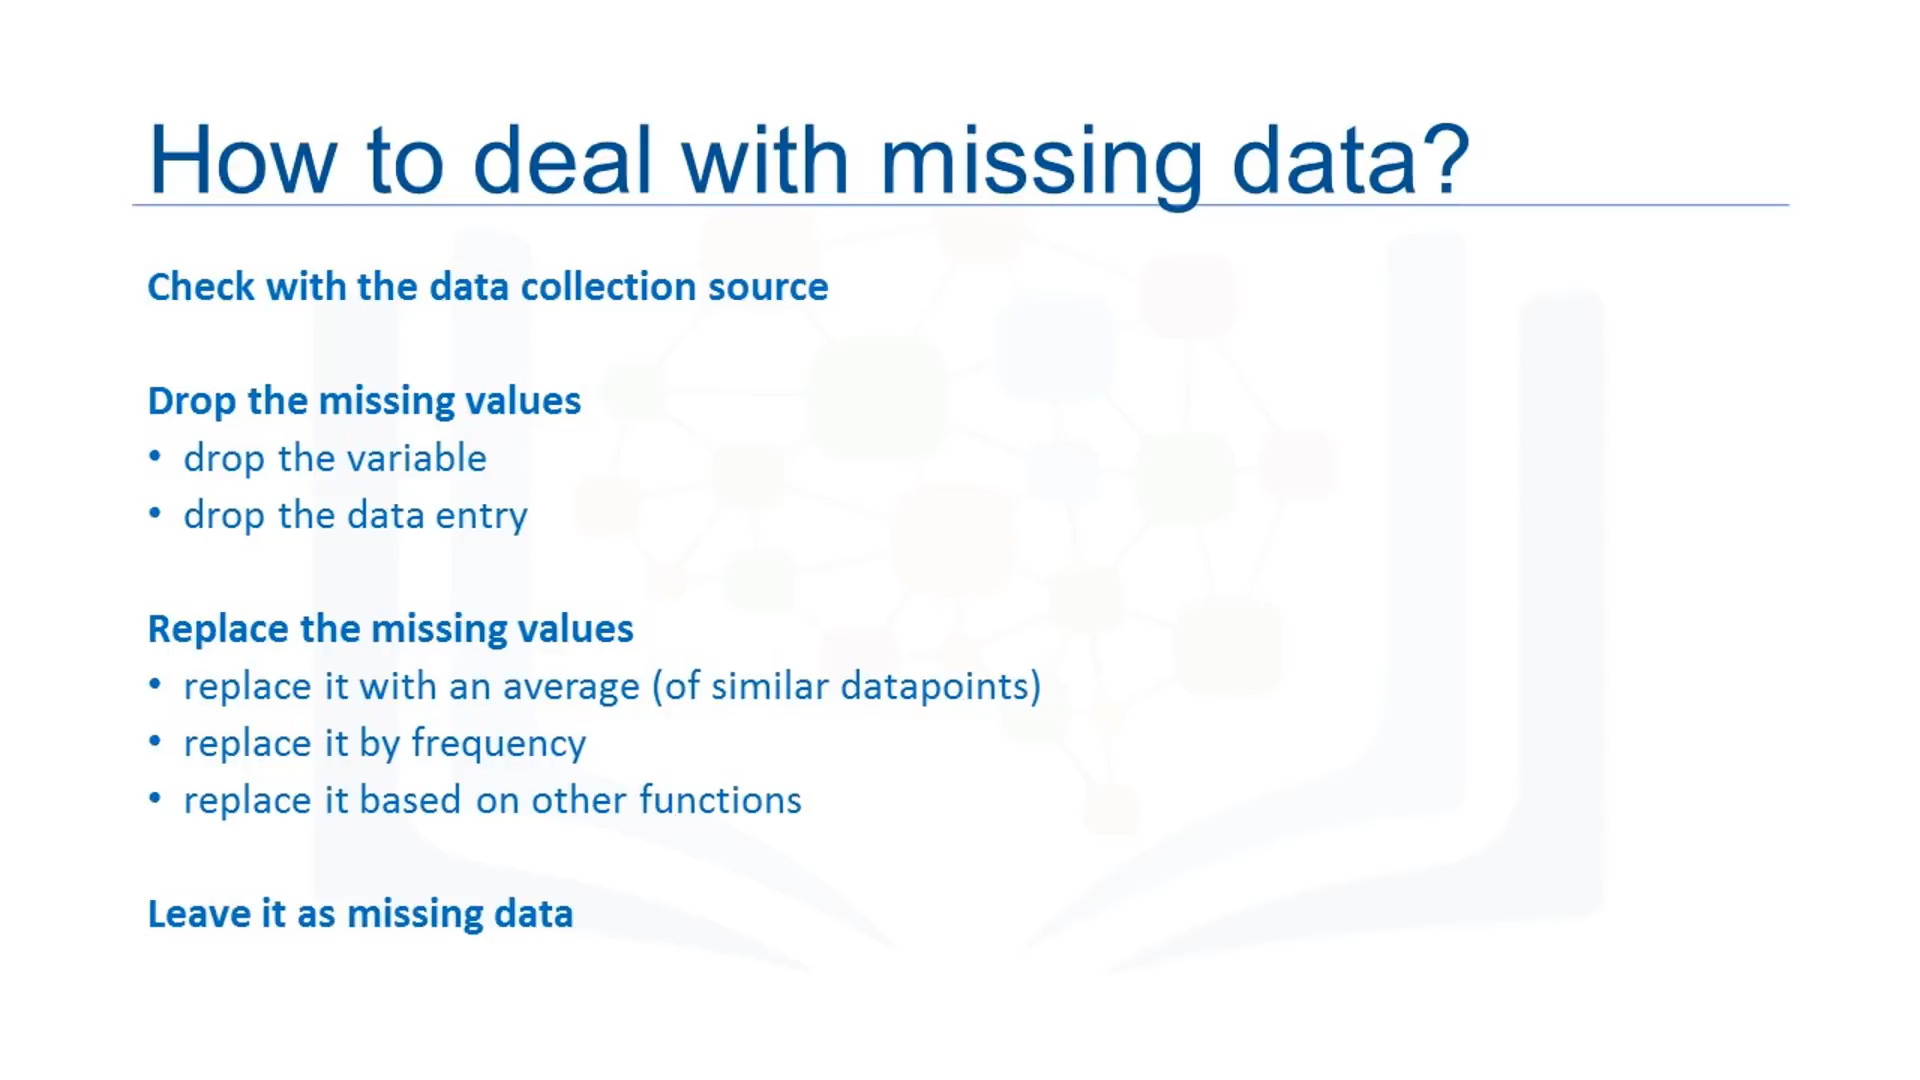 How to deal with missing data?
Check with the data collection source
Drop the missing values
• drop the variable
• drop the data entry
Replace the missing values
• replace it with an average (of similar datapoints)
• replace it by frequency
• replace it based on other functions
Leave it as missing data